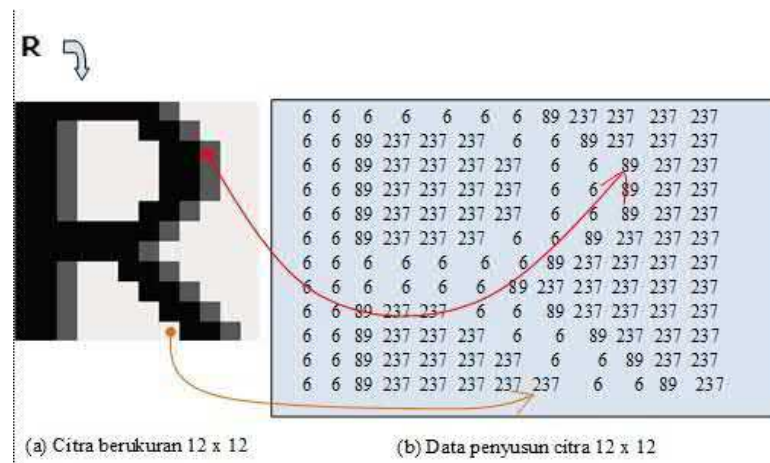 R
6 6 6 6 6 6 6 89 237 237 237 237
6 6 89 237 237 237 6 6 89 237 237 237
6 6 89 237 237 237 237 6 6 89 237 237
6 6 89 237 237 237 237 6 6 89 237 237
6 6 89 237 237 237 237 6 6 89 237 237
6 6 89 237 237 237 6 6 89 237 237 237
6 6 6 6 6 6 6 89 237 237 237 237
6 6 6 6 6 6 89 237 237 237 237 237
6 6 89 237 237 6 6 89 237 237 237 237
6 6 89 237 237 237 6 6 89 237 237 237
6 6 89 237 237 237 237 6 6 89 237 237
6 6 89 237 237 237 237 237 6 6 89 237
(a) Citra berukuran 12 x 12
(b) Data penyusun citra 12 x 12